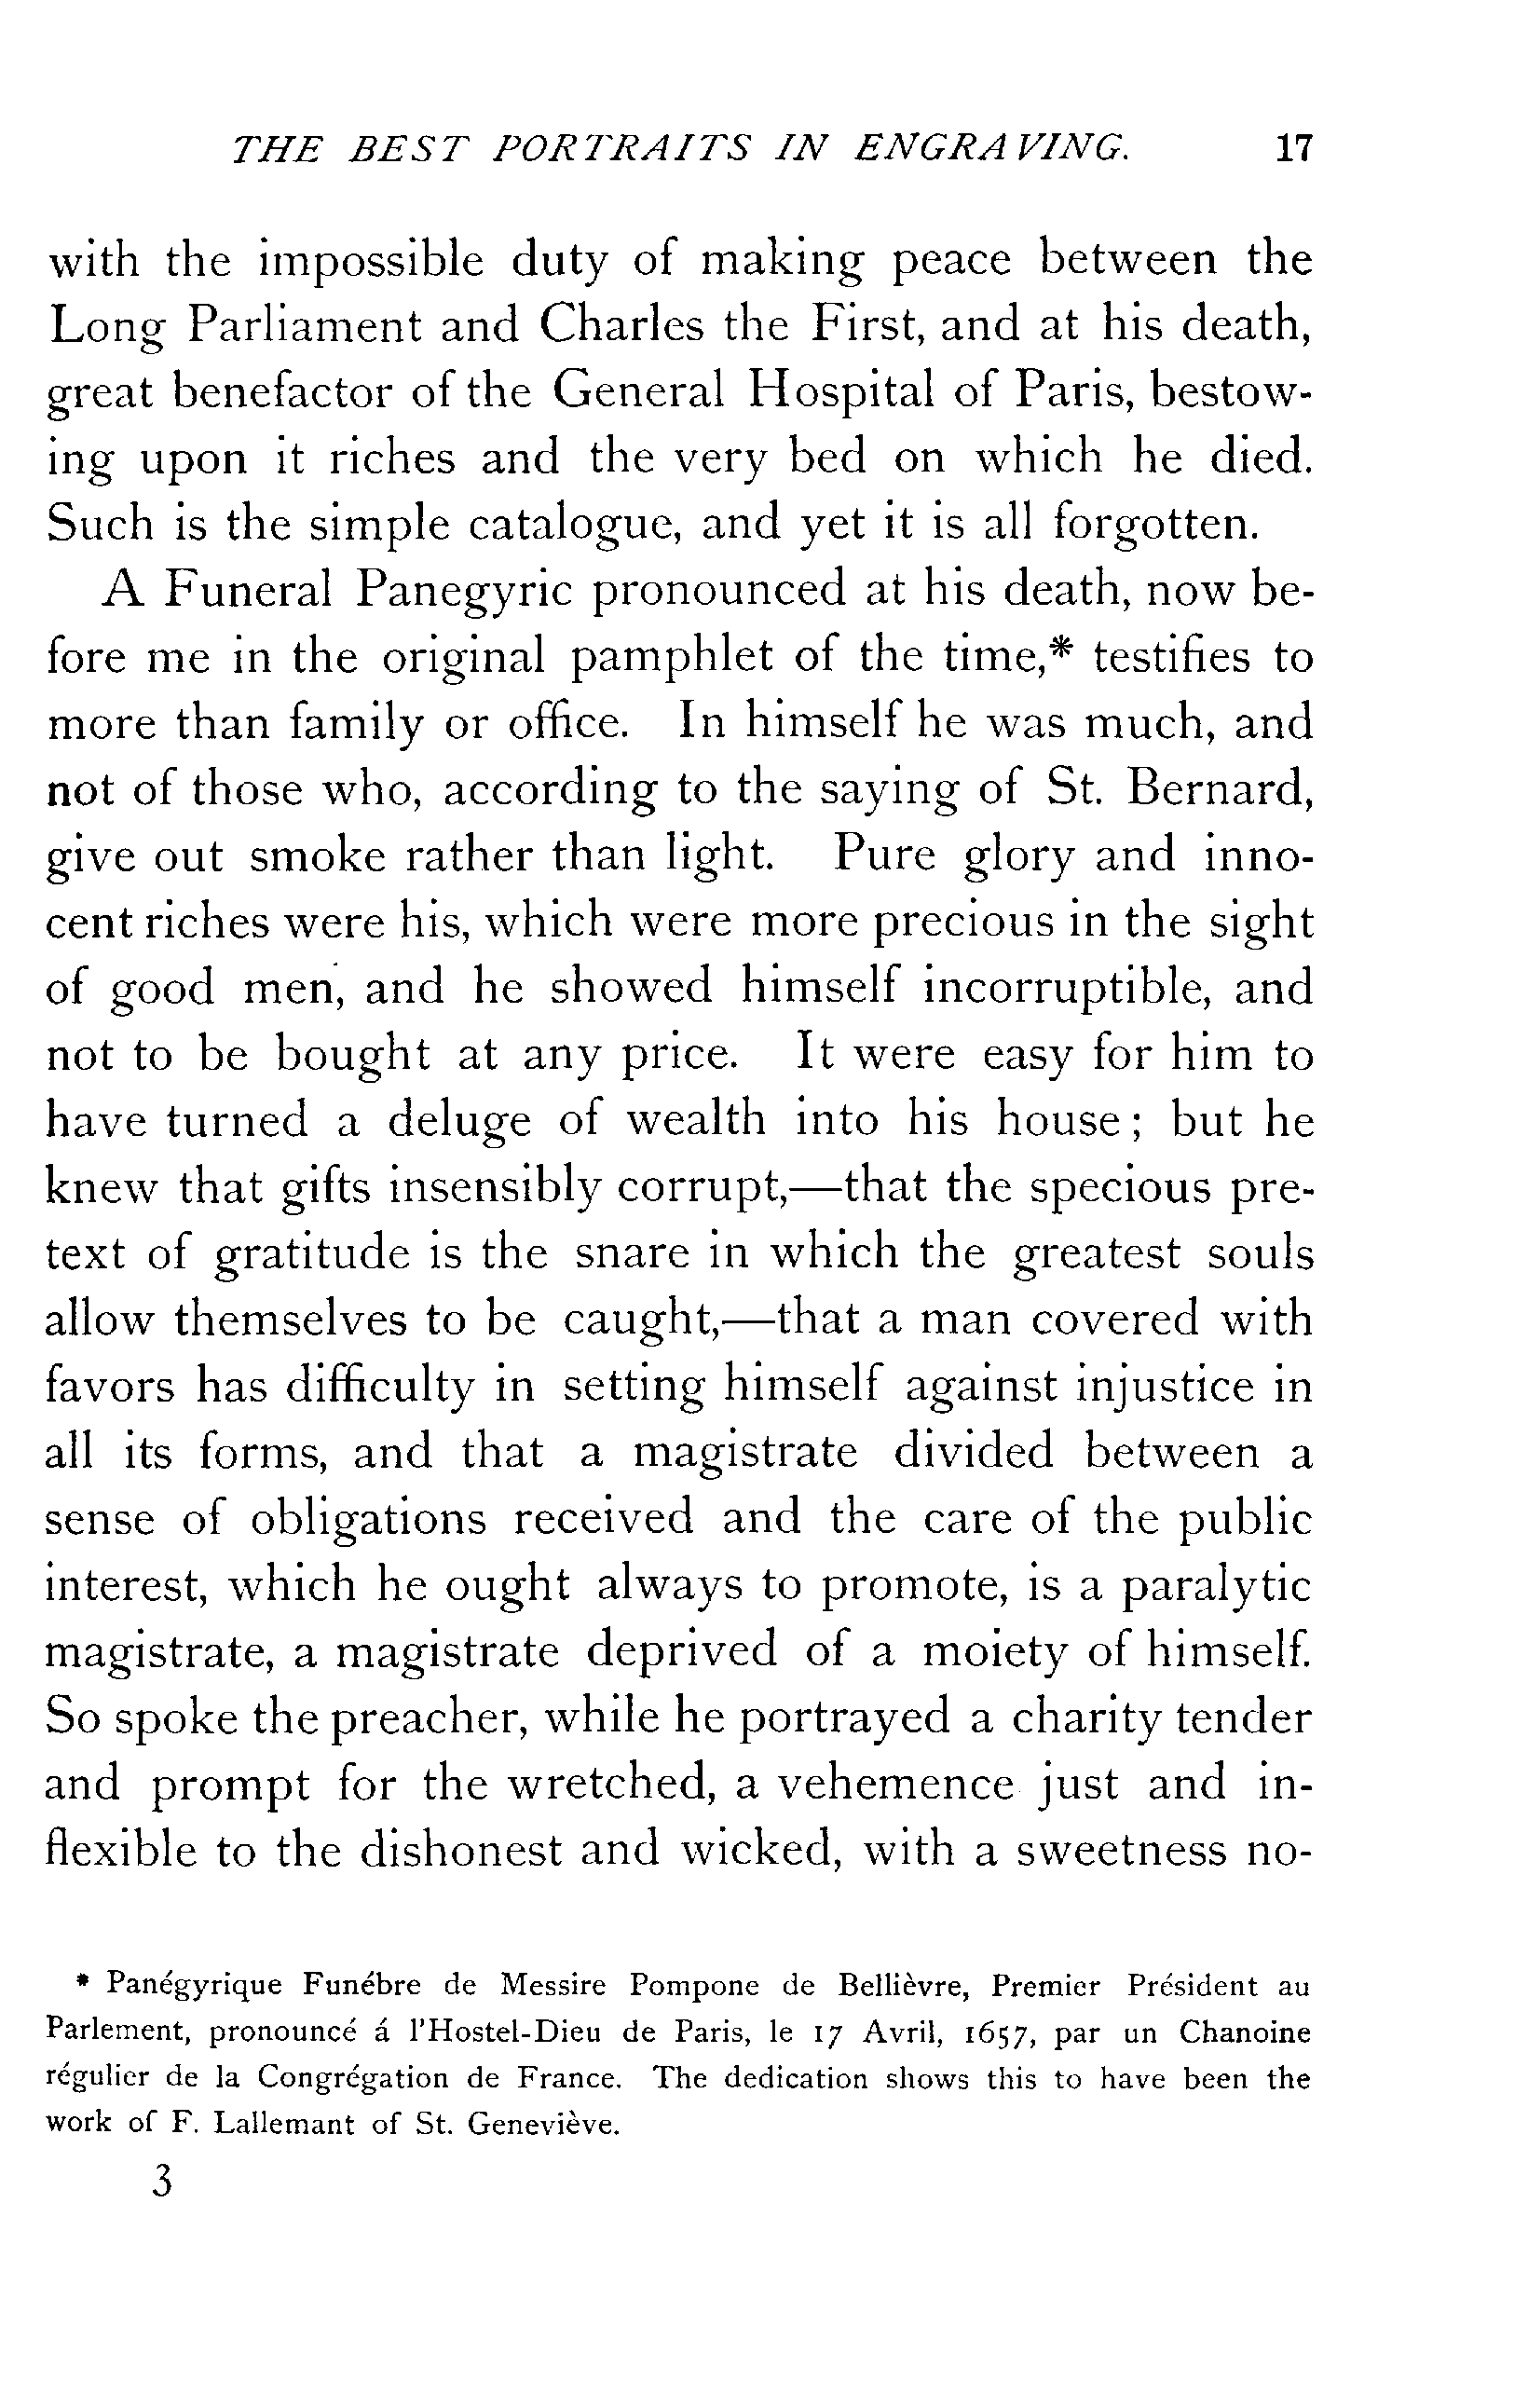 THE BEST PORTRAITS IN ENGRAVING. 17
with the impossible duty of making peace between the
Long Parliament and Charles the First, and at his death,
great benefactor of the General Hospital of Paris, bestow-
ing upon it riches and the very bed on which he died.
Such is the simple catalogue, and yet it is all forgotten.
A Funeral Panegyric pronounced at his death, now be-
fore me in the original pamphlet of the time,* testifies to
more than family or office. In himself he was much, and
not of those who, according to the saying of St. Bernard,
give out smoke rather than light. Pure glory and inno-
cent riches were his, which were more precious in the sight
of good men, and he showed himself incorruptible, and
not to be bought at any price. It were easy for him to
have turned a deluge of wealth into his house; but he
knew that gifts insensibly corrupt,—that the specious pre-
text of gratitude is the snare in which the greatest souls
allow themselves to be caught,—that a man covered with
favors has difficulty in setting himself against injustice in
all its forms, and that a magistrate divided between a
sense of obligations received and the care of the public
interest, which he ought always to promote, is a paralytic
magistrate, a magistrate deprived of a moiety of himself.
So spoke the preacher, while he portrayed a charity tender
and prompt for the wretched, a vehemence just and in-
flexible to the dishonest and wicked, with a sweetness no-
* Panégyrique Funébre de Messire Pompone de Bellièvre, Premier Président au
Parlement, pronouncé á l'Hostel-Dieu de Paris, le 17 Avril, 1657, par un Chanoine
régulier de la Congrégation de France. The dedication shows this to have been the
work of F. Lallemant of St. Geneviève.
3